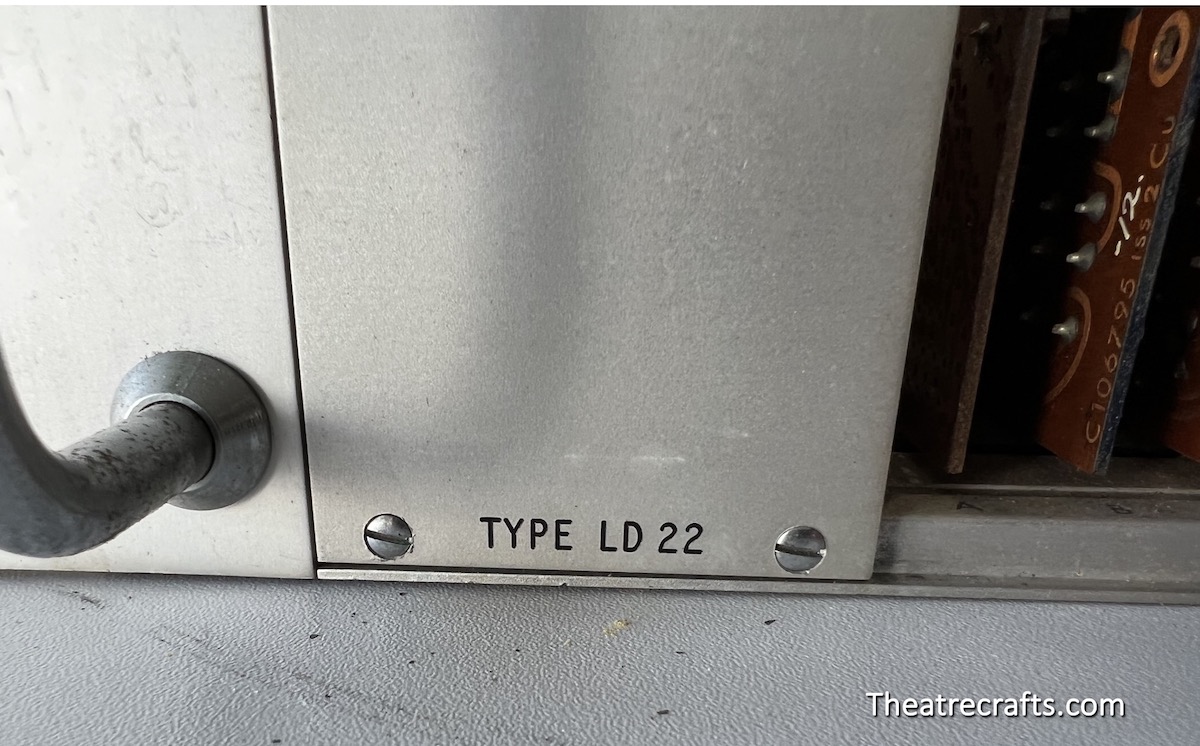 TYPE LD 22
C106795 ISS 2 CU
-12.
Theatrecrafts.com